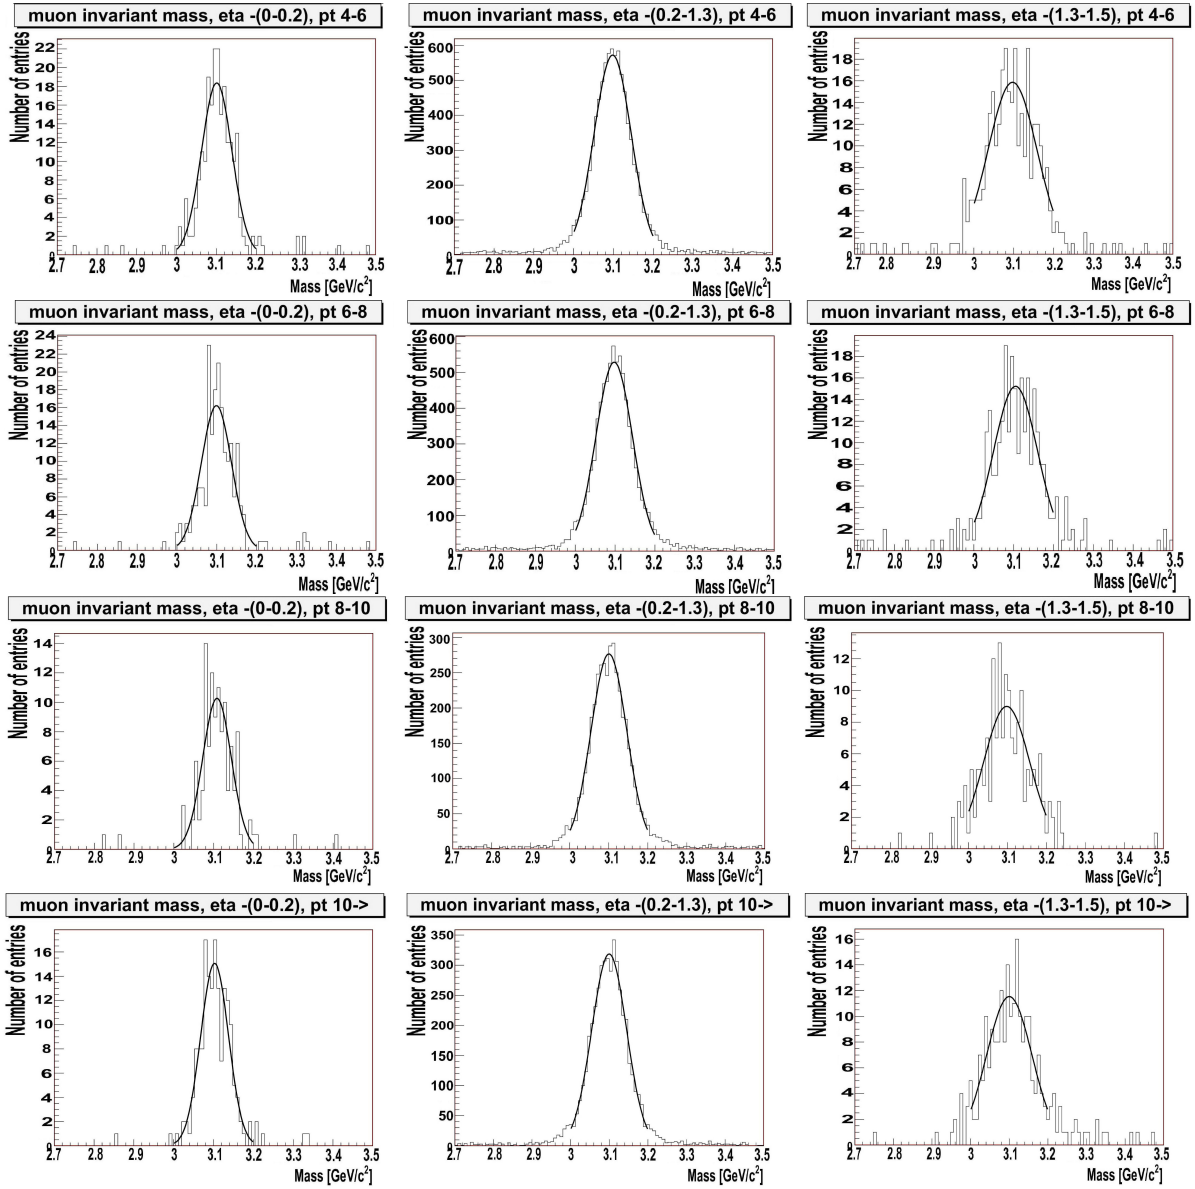 muon invariant mass, eta -(0-0.2), pt 4-6
Number of entries
22
20
18
16
14
12
10
8
6
4
2
0
2.7 2.8 2.9 3 3.1 3.2 3.3 3.4 3.5
Mass [GeV/c²]
muon invariant mass, eta -(0.2-1.3), pt 4-6
Number of entries
600
500
400
300
200
100
0
2.7 2.8 2.9 3 3.1 3.2 3.3 3.4 3.5
Mass [GeV/c²]
muon invariant mass, eta -(1.3-1.5), pt 4-6
Number of entries
18
16
14
12
10
8
6
4
2
0
2.7 2.8 2.9 3 3.1 3.2 3.3 3.4 3.5
Mass [GeV/c²]
muon invariant mass, eta -(0-0.2), pt 6-8
Number of entries
24
22
20
18
16
14
12
10
8
6
4
2
0
2.7 2.8 2.9 3 3.1 3.2 3.3 3.4 3.5
Mass [GeV/c²]
muon invariant mass, eta -(0.2-1.3), pt 6-8
Number of entries
600
500
400
300
200
100
0
2.7 2.8 2.9 3 3.1 3.2 3.3 3.4 3.5
Mass [GeV/c²]
muon invariant mass, eta -(1.3-1.5), pt 6-8
Number of entries
18
16
14
12
10
8
6
4
2
0
2.7 2.8 2.9 3 3.1 3.2 3.3 3.4 3.5
Mass [GeV/c²]
muon invariant mass, eta -(0-0.2), pt 8-10
Number of entries
14
12
10
8
6
4
2
0
2.7 2.8 2.9 3 3.1 3.2 3.3 3.4 3.5
Mass [GeV/c²]
muon invariant mass, eta -(0.2-1.3), pt 8-10
Number of entries
300
250
200
150
100
50
0
2.7 2.8 2.9 3 3.1 3.2 3.3 3.4 3.5
Mass [GeV/c²]
muon invariant mass, eta -(1.3-1.5), pt 8-10
Number of entries
12
10
8
6
4
2
0
2.7 2.8 2.9 3 3.1 3.2 3.3 3.4 3.5
Mass [GeV/c²]
muon invariant mass, eta -(0-0.2), pt 10->
Number of entries
16
14
12
10
8
6
4
2
0
2.7 2.8 2.9 3 3.1 3.2 3.3 3.4 3.5
Mass [GeV/c²]
muon invariant mass, eta -(0.2-1.3), pt 10->
Number of entries
350
300
250
200
150
100
50
0
2.7 2.8 2.9 3 3.1 3.2 3.3 3.4 3.5
Mass [GeV/c²]
muon invariant mass, eta -(1.3-1.5), pt 10->
Number of entries
16
14
12
10
8
6
4
2
0
2.7 2.8 2.9 3 3.1 3.2 3.3 3.4 3.5
Mass [GeV/c²]